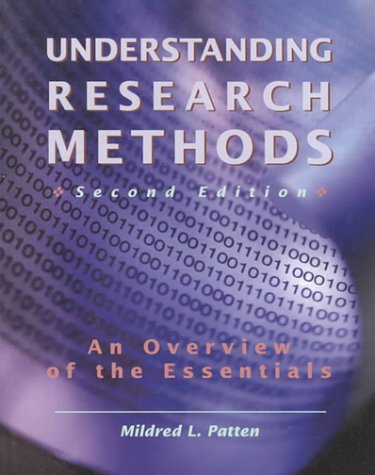 UNDERSTANDING
RESEARCH
METHODS
Second Edition
An Overview
of the Essentials
Mildred L. Patten